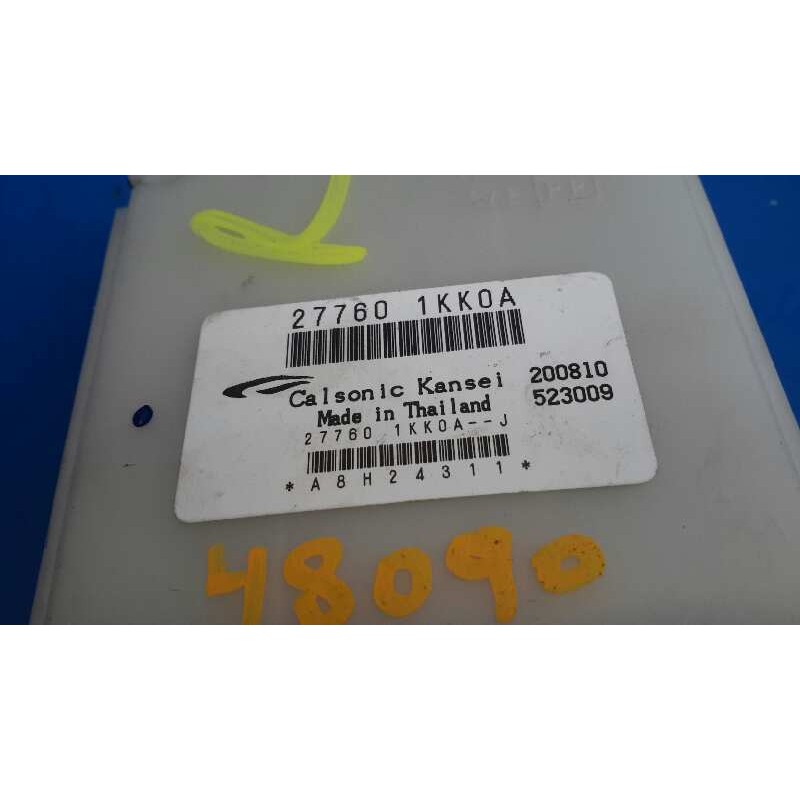 27760 1KK0A
Calsonic Kansei 200810
Made in Thailand 523009
27760 1KK0A--J
*A8H24311*
48090